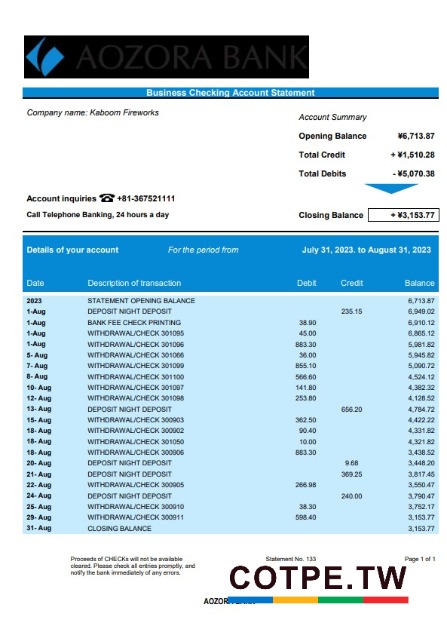 AOZORA BANK
Business Checking Account Statement
Company name: Kaboom Fireworks
Account Summary
Opening Balance ¥6,713.87
Total Credit + ¥1,510.28
Total Debits - ¥5,070.38
Account inquiries ☎ +81-367521111
Call Telephone Banking, 24 hours a day
Closing Balance + ¥3,153.77
Details of your account For the period from July 31, 2023. to August 31, 2023
Date Description of transaction Debit Credit Balance
2023 STATEMENT OPENING BALANCE 6,713.87
1-Aug DEPOSIT NIGHT DEPOSIT 235.15 6,949.02
1-Aug BANK FEE CHECK PRINTING 38.90 6,910.12
1-Aug WITHDRAWAL/CHECK 301095 45.00 6,865.12
1-Aug WITHDRAWAL/CHECK 301096 883.30 5,981.82
5- Aug WITHDRAWAL/CHECK 301066 36.00 5,945.82
7- Aug WITHDRAWAL/CHECK 301099 855.10 5,090.72
8- Aug WITHDRAWAL/CHECK 301100 566.60 4,524.12
10- Aug WITHDRAWAL/CHECK 301097 141.80 4,382.32
12- Aug WITHDRAWAL/CHECK 301098 253.80 4,128.52
13- Aug DEPOSIT NIGHT DEPOSIT 656.20 4,784.72
15- Aug WITHDRAWAL/CHECK 300903 362.50 4,422.22
18- Aug WITHDRAWAL/CHECK 300902 90.40 4,331.82
18- Aug WITHDRAWAL/CHECK 301050 10.00 4,321.82
18- Aug WITHDRAWAL/CHECK 300906 883.30 3,438.52
20- Aug DEPOSIT NIGHT DEPOSIT 9.68 3,448.20
21- Aug DEPOSIT NIGHT DEPOSIT 369.25 3,817.45
22- Aug WITHDRAWAL/CHECK 300905 266.98 3,550.47
24- Aug DEPOSIT NIGHT DEPOSIT 240.00 3,790.47
25- Aug WITHDRAWAL/CHECK 300910 38.30 3,752.17
29- Aug WITHDRAWAL/CHECK 300911 598.40 3,153.77
31- Aug CLOSING BALANCE 3,153.77
Proceeds of CHECKs will not be available
cleared. Please check all entries promptly, and
notify the bank immediately of any errors.
Statement No. 133
Page 1 of 1
COTPE.TW
AOZORA BANK